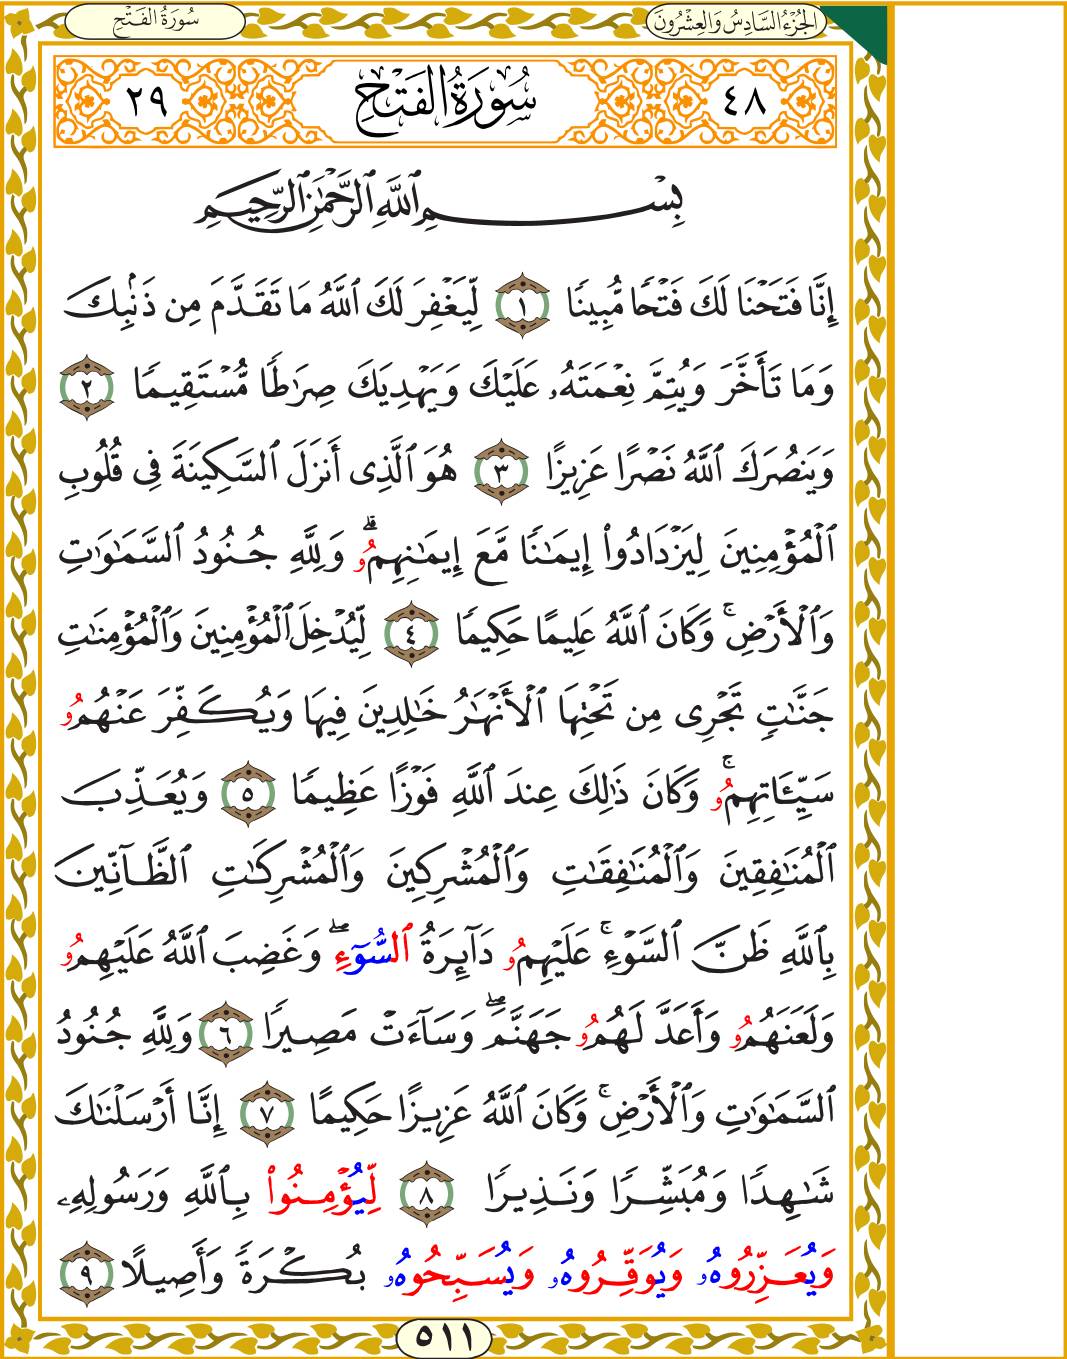 الجُزْءُ السَّادِسُ وَالعِشْرُونَ
سُورَةُ الفَتْحِ
٤٨ سُورَةُ الفَتْحِ ٢٩
بِسْمِ ٱللَّهِ ٱلرَّحْمَٰنِ ٱلرَّحِيمِ
إِنَّا فَتَحْنَا لَكَ فَتْحًا مُّبِينًا ١ لِّيَغْفِرَ لَكَ ٱللَّهُ مَا تَقَدَّمَ مِن ذَنۢبِكَ
وَمَا تَأَخَّرَ وَيُتِمَّ نِعْمَتَهُۥ عَلَيْكَ وَيَهْدِيَكَ صِرَٰطًا مُّسْتَقِيمًا ٢
وَيَنصُرَكَ ٱللَّهُ نَصْرًا عَزِيزًا ٣ هُوَ ٱلَّذِى أَنزَلَ ٱلسَّكِينَةَ فِى قُلُوبِ
ٱلْمُؤْمِنِينَ لِيَزْدَادُوا۟ إِيمَٰنًا مَّعَ إِيمَٰنِهِمُۥۗ وَلِلَّهِ جُنُودُ ٱلسَّمَٰوَٰتِ
وَٱلْأَرْضِۚ وَكَانَ ٱللَّهُ عَلِيمًا حَكِيمًا ٤ لِّيُدْخِلَ ٱلْمُؤْمِنِينَ وَٱلْمُؤْمِنَٰتِ
جَنَّٰتٍ تَجْرِى مِن تَحْتِهَا ٱلْأَنْهَٰرُ خَٰلِدِينَ فِيهَا وَيُكَفِّرَ عَنْهُمُۥ
سَيِّـَٔاتِهِمُۥۚ وَكَانَ ذَٰلِكَ عِندَ ٱللَّهِ فَوْزًا عَظِيمًا ٥ وَيُعَذِّبَ
ٱلْمُنَٰفِقِينَ وَٱلْمُنَٰفِقَٰتِ وَٱلْمُشْرِكِينَ وَٱلْمُشْرِكَٰتِ ٱلظَّآنِّينَ
بِٱللَّهِ ظَنَّ ٱلسَّوْءِۚ عَلَيْهِمُۥ دَآئِرَةُ ٱلسُّوٓءِۖ وَغَضِبَ ٱللَّهُ عَلَيْهِمُۥ
وَلَعَنَهُمُۥ وَأَعَدَّ لَهُمُۥ جَهَنَّمَۖ وَسَآءَتْ مَصِيرًا ٦ وَلِلَّهِ جُنُودُ
ٱلسَّمَٰوَٰتِ وَٱلْأَرْضِۚ وَكَانَ ٱللَّهُ عَزِيزًا حَكِيمًا ٧ إِنَّا أَرْسَلْنَٰكَ
شَٰهِدًا وَمُبَشِّرًا وَنَذِيرًا ٨ لِّيُؤْمِنُوا۟ بِٱللَّهِ وَرَسُولِهِۦ
وَيُعَزِّرُوهُۥ وَيُوَقِّرُوهُۥ وَيُسَبِّحُوهُۥ بُكْرَةً وَأَصِيلًا ٩
٥١١